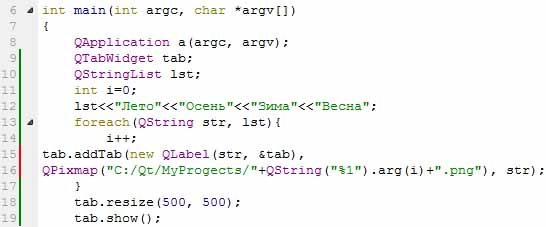 6 int main(int argc, char *argv[])
7 {
8 QApplication a(argc, argv);
9 QTabWidget tab;
10 QStringList lst;
11 int i=0;
12 lst<<"Лето"<<"Осень"<<"Зима"<<"Весна";
13 foreach(QString str, lst){
14 i++;
15 tab.addTab(new QLabel(str, &tab),
16 QPixmap("C:/Qt/MyProgects/"+QString("%1").arg(i)+".png"), str);
17 }
18 tab.resize(500, 500);
19 tab.show();